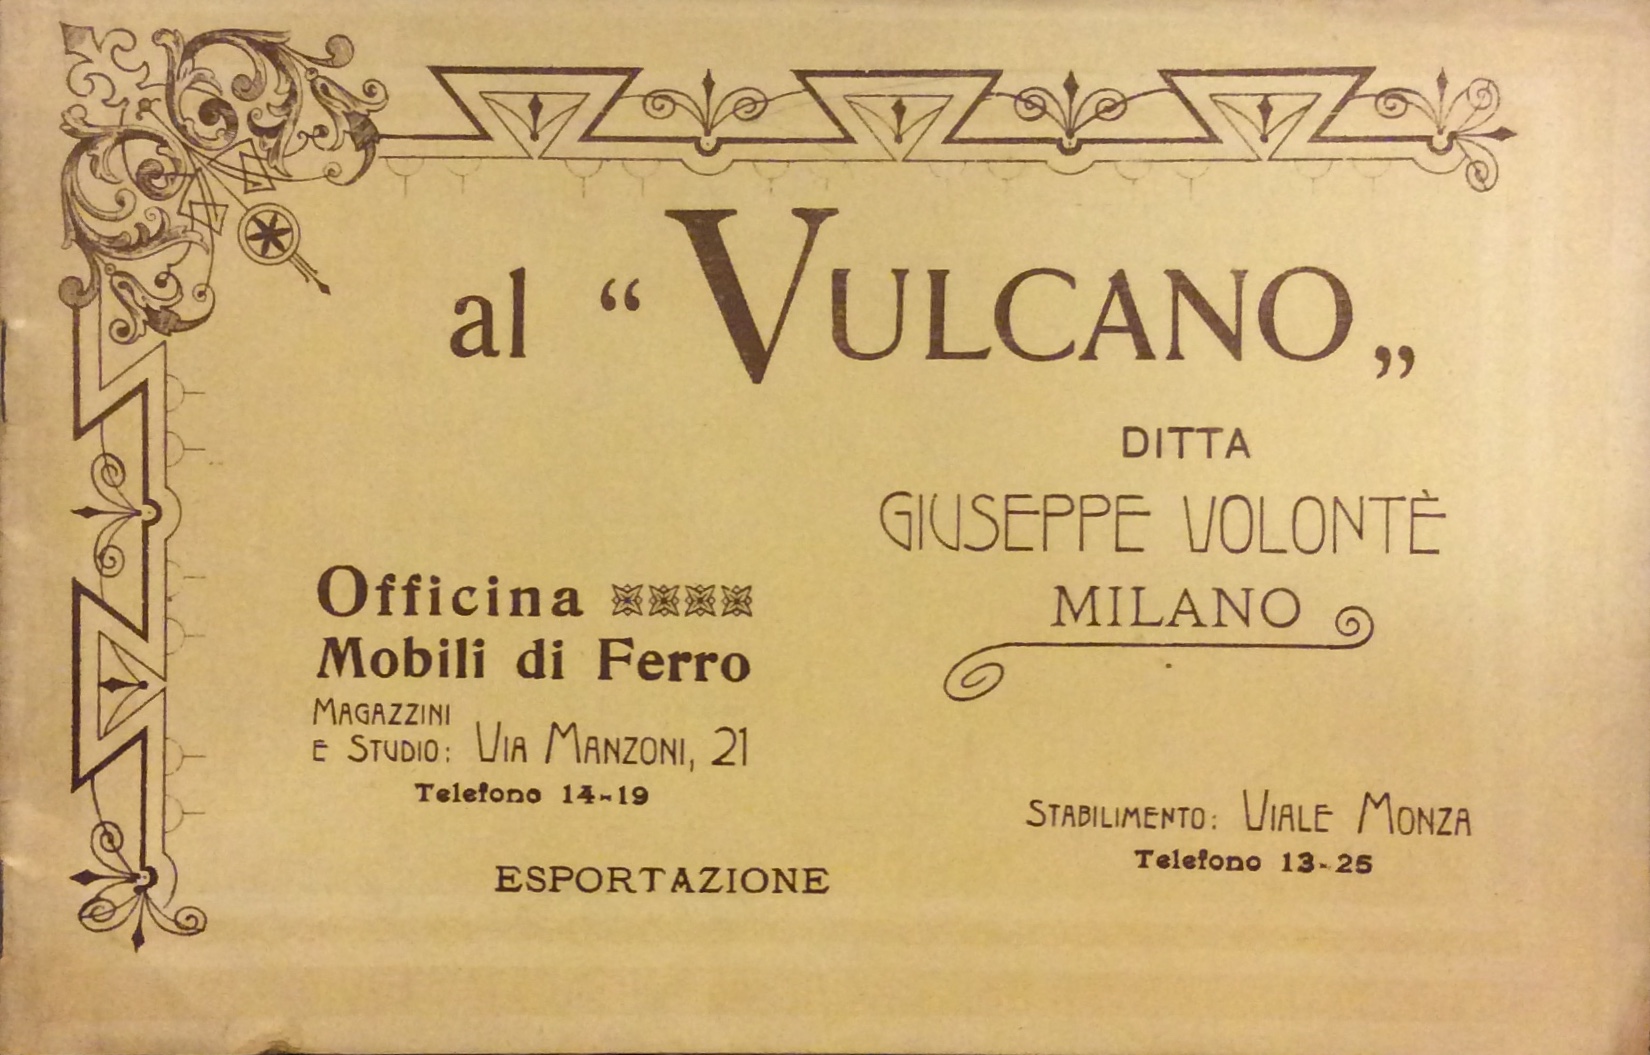 al “ VULCANO „
DITTA
GIUSEPPE VOLONTÈ
MILANO
Officina
Mobili di Ferro
MAGAZZINI
E STUDIO: VIA MANZONI, 21
Telefono 14-19
STABILIMENTO: VIALE MONZA
Telefono 13-25
ESPORTAZIONE